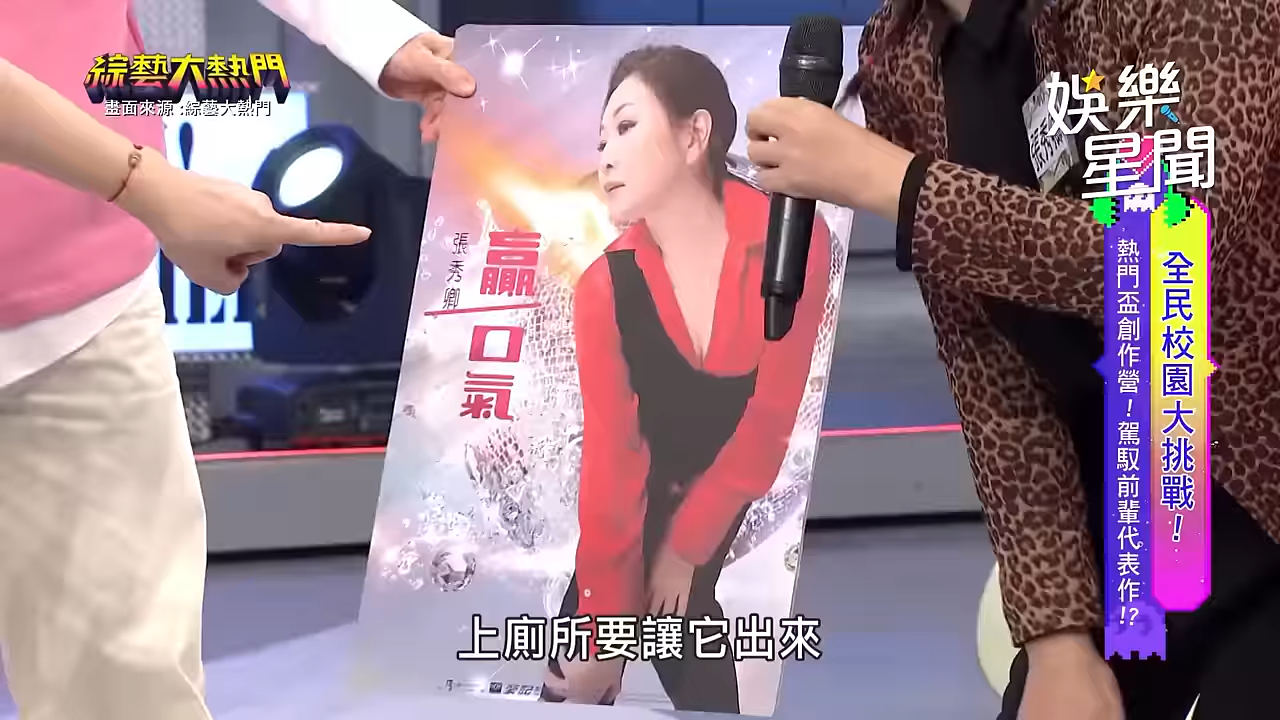 綜藝大熱門
畫面來源:綜藝大熱門
娛樂
星聞
全民校園大挑戰!
熱門盃創作營!駕馭前輩代表作!?
張秀卿
贏
口氣
上廁所要讓它出來